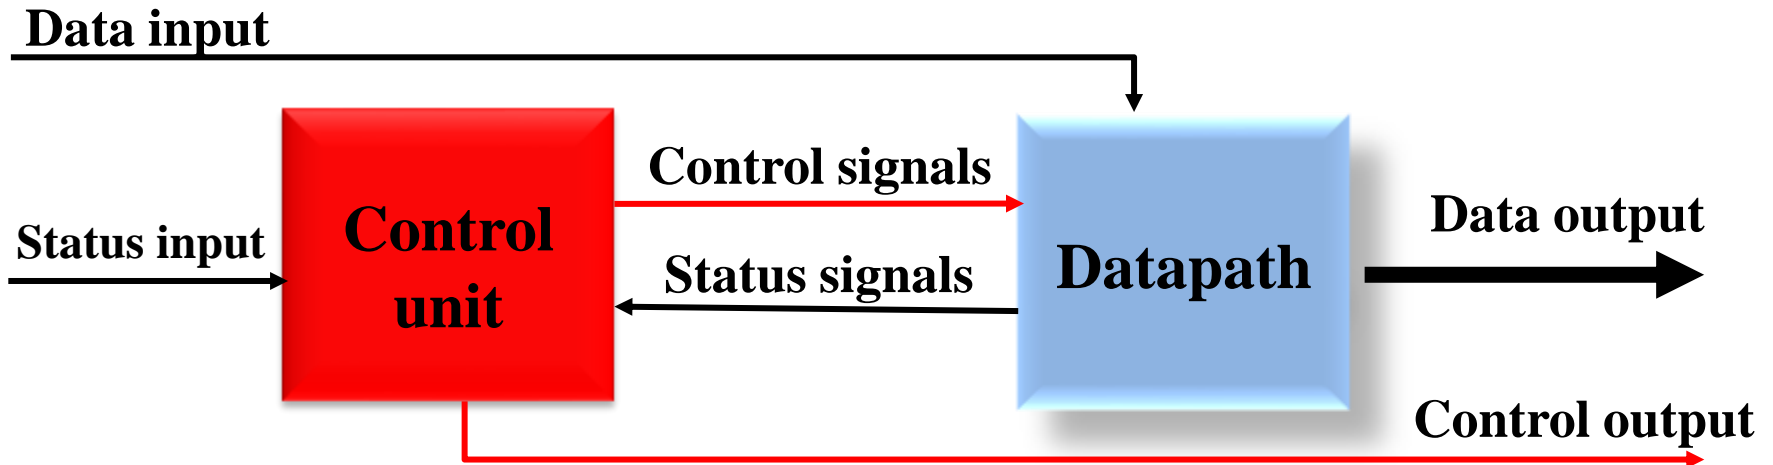 Data input
Control signals
Status input
Control
unit
Status signals
Datapath
Data output
Control output